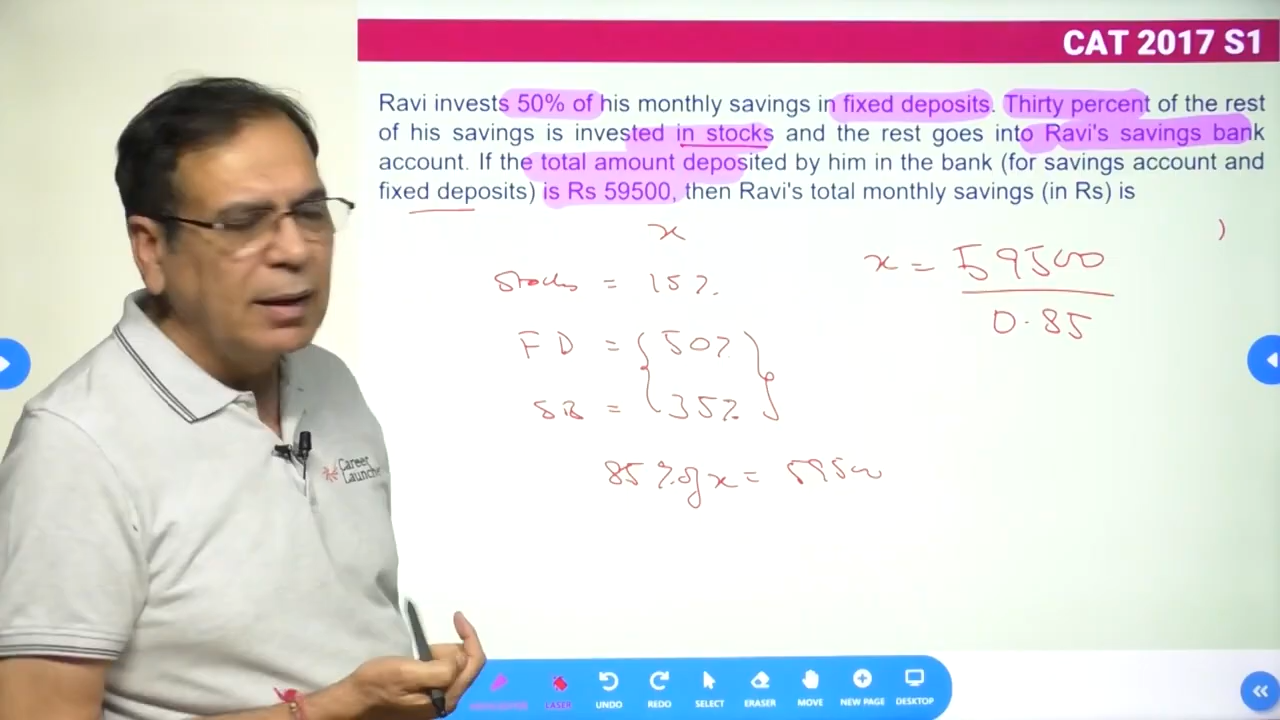 CAT 2017 S1
Ravi invests 50% of his monthly savings in fixed deposits. Thirty percent of the rest
of his savings is invested in stocks and the rest goes into Ravi's savings bank
account. If the total amount deposited by him in the bank (for savings account and
fixed deposits) is Rs 59500, then Ravi's total monthly savings (in Rs) is
x
Stocks = 15%.
FD = 50%
SB = 35%
85% of x = 59500
x = 59500
0.85
)
Career
Launche
LASER
UNDO
REDO
SELECT
ERASER
MOVE
NEW PAGE
DESKTOP